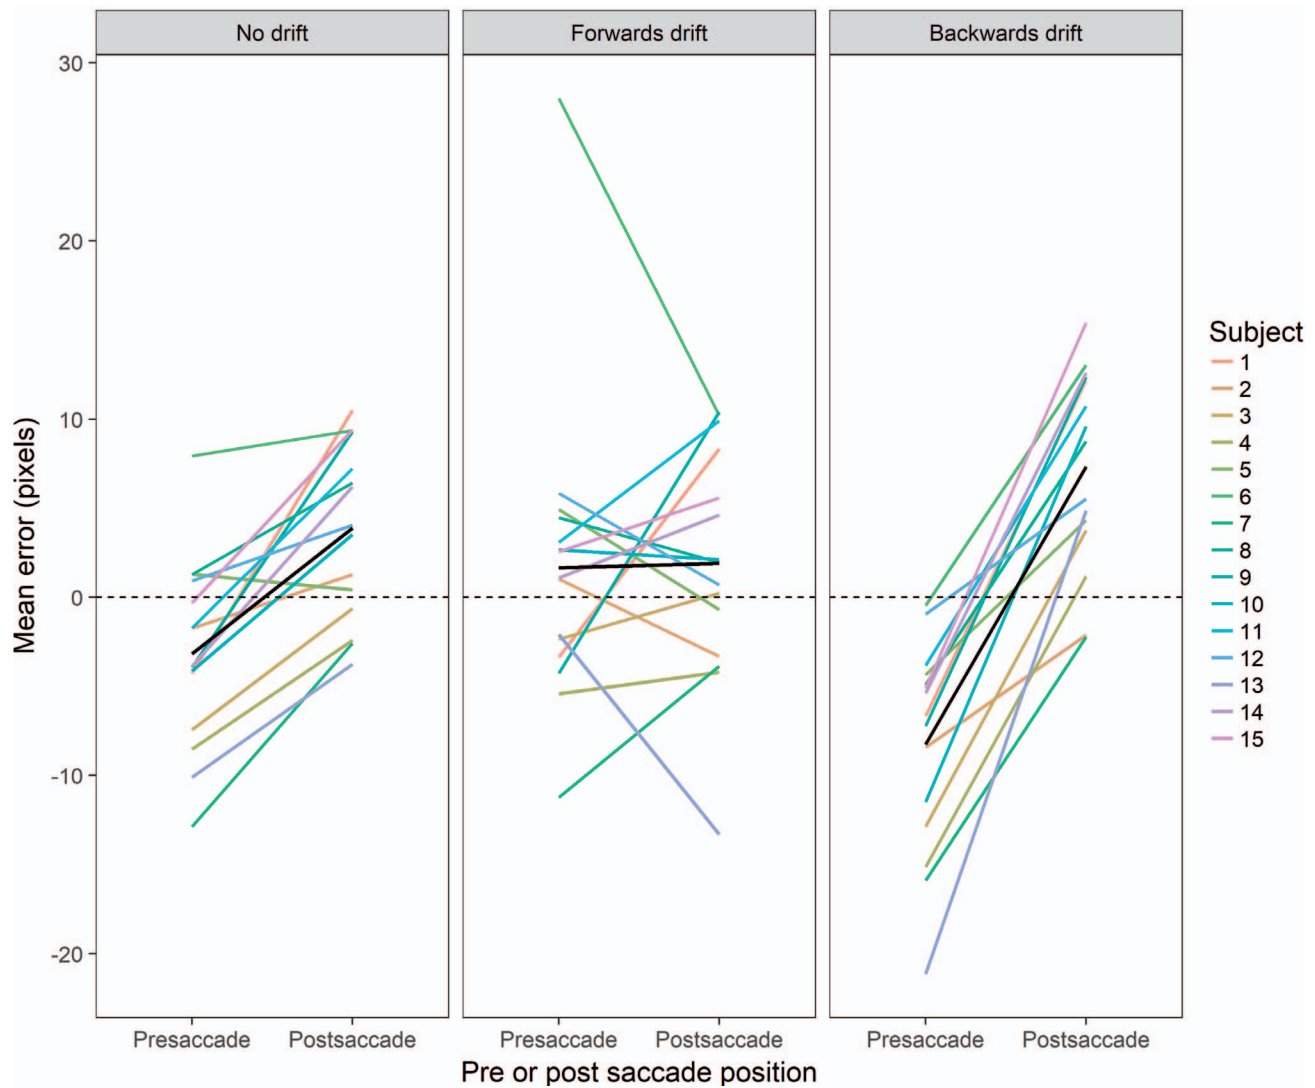 No drift
Forwards drift
Backwards drift
30
20
10
0
-10
-20
Mean error (pixels)
Presaccade Postsaccade
Presaccade Postsaccade
Presaccade Postsaccade
Pre or post saccade position
Subject
1
2
3
4
5
6
7
8
9
10
11
12
13
14
15